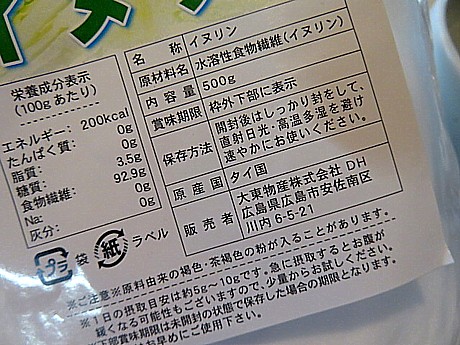 栄養成分表示
(100gあたり)
エネルギー: 200kcal
たんぱく質: 0g
脂質: 0g
糖質: 3.5g
食物繊維: 92.9g
Na: 0g
灰分: 0g
プラ 袋 紙 ラベル
名称 イヌリン
原材料名 水溶性食物繊維(イヌリン)
内容量 500g
賞味期限 枠外下部に表示
保存方法 開封後はしっかり封をして、
直射日光・高温多湿を避け
速やかにお使いください。
原産国 タイ国
販売者 大東物産株式会社 DH
広島県広島市安佐南区
川内 6-5-21
※ご注意※原料由来の褐色・茶褐色の粉が入ることがあります。
※1日の摂取目安は約5g~10gです。急に摂取するとお腹が
緩くなる可能性もございますので、少量からお試しください。
※下部賞味期限は未開封の状態で保存した場合の期限となります。
お早めにご使用下さい。